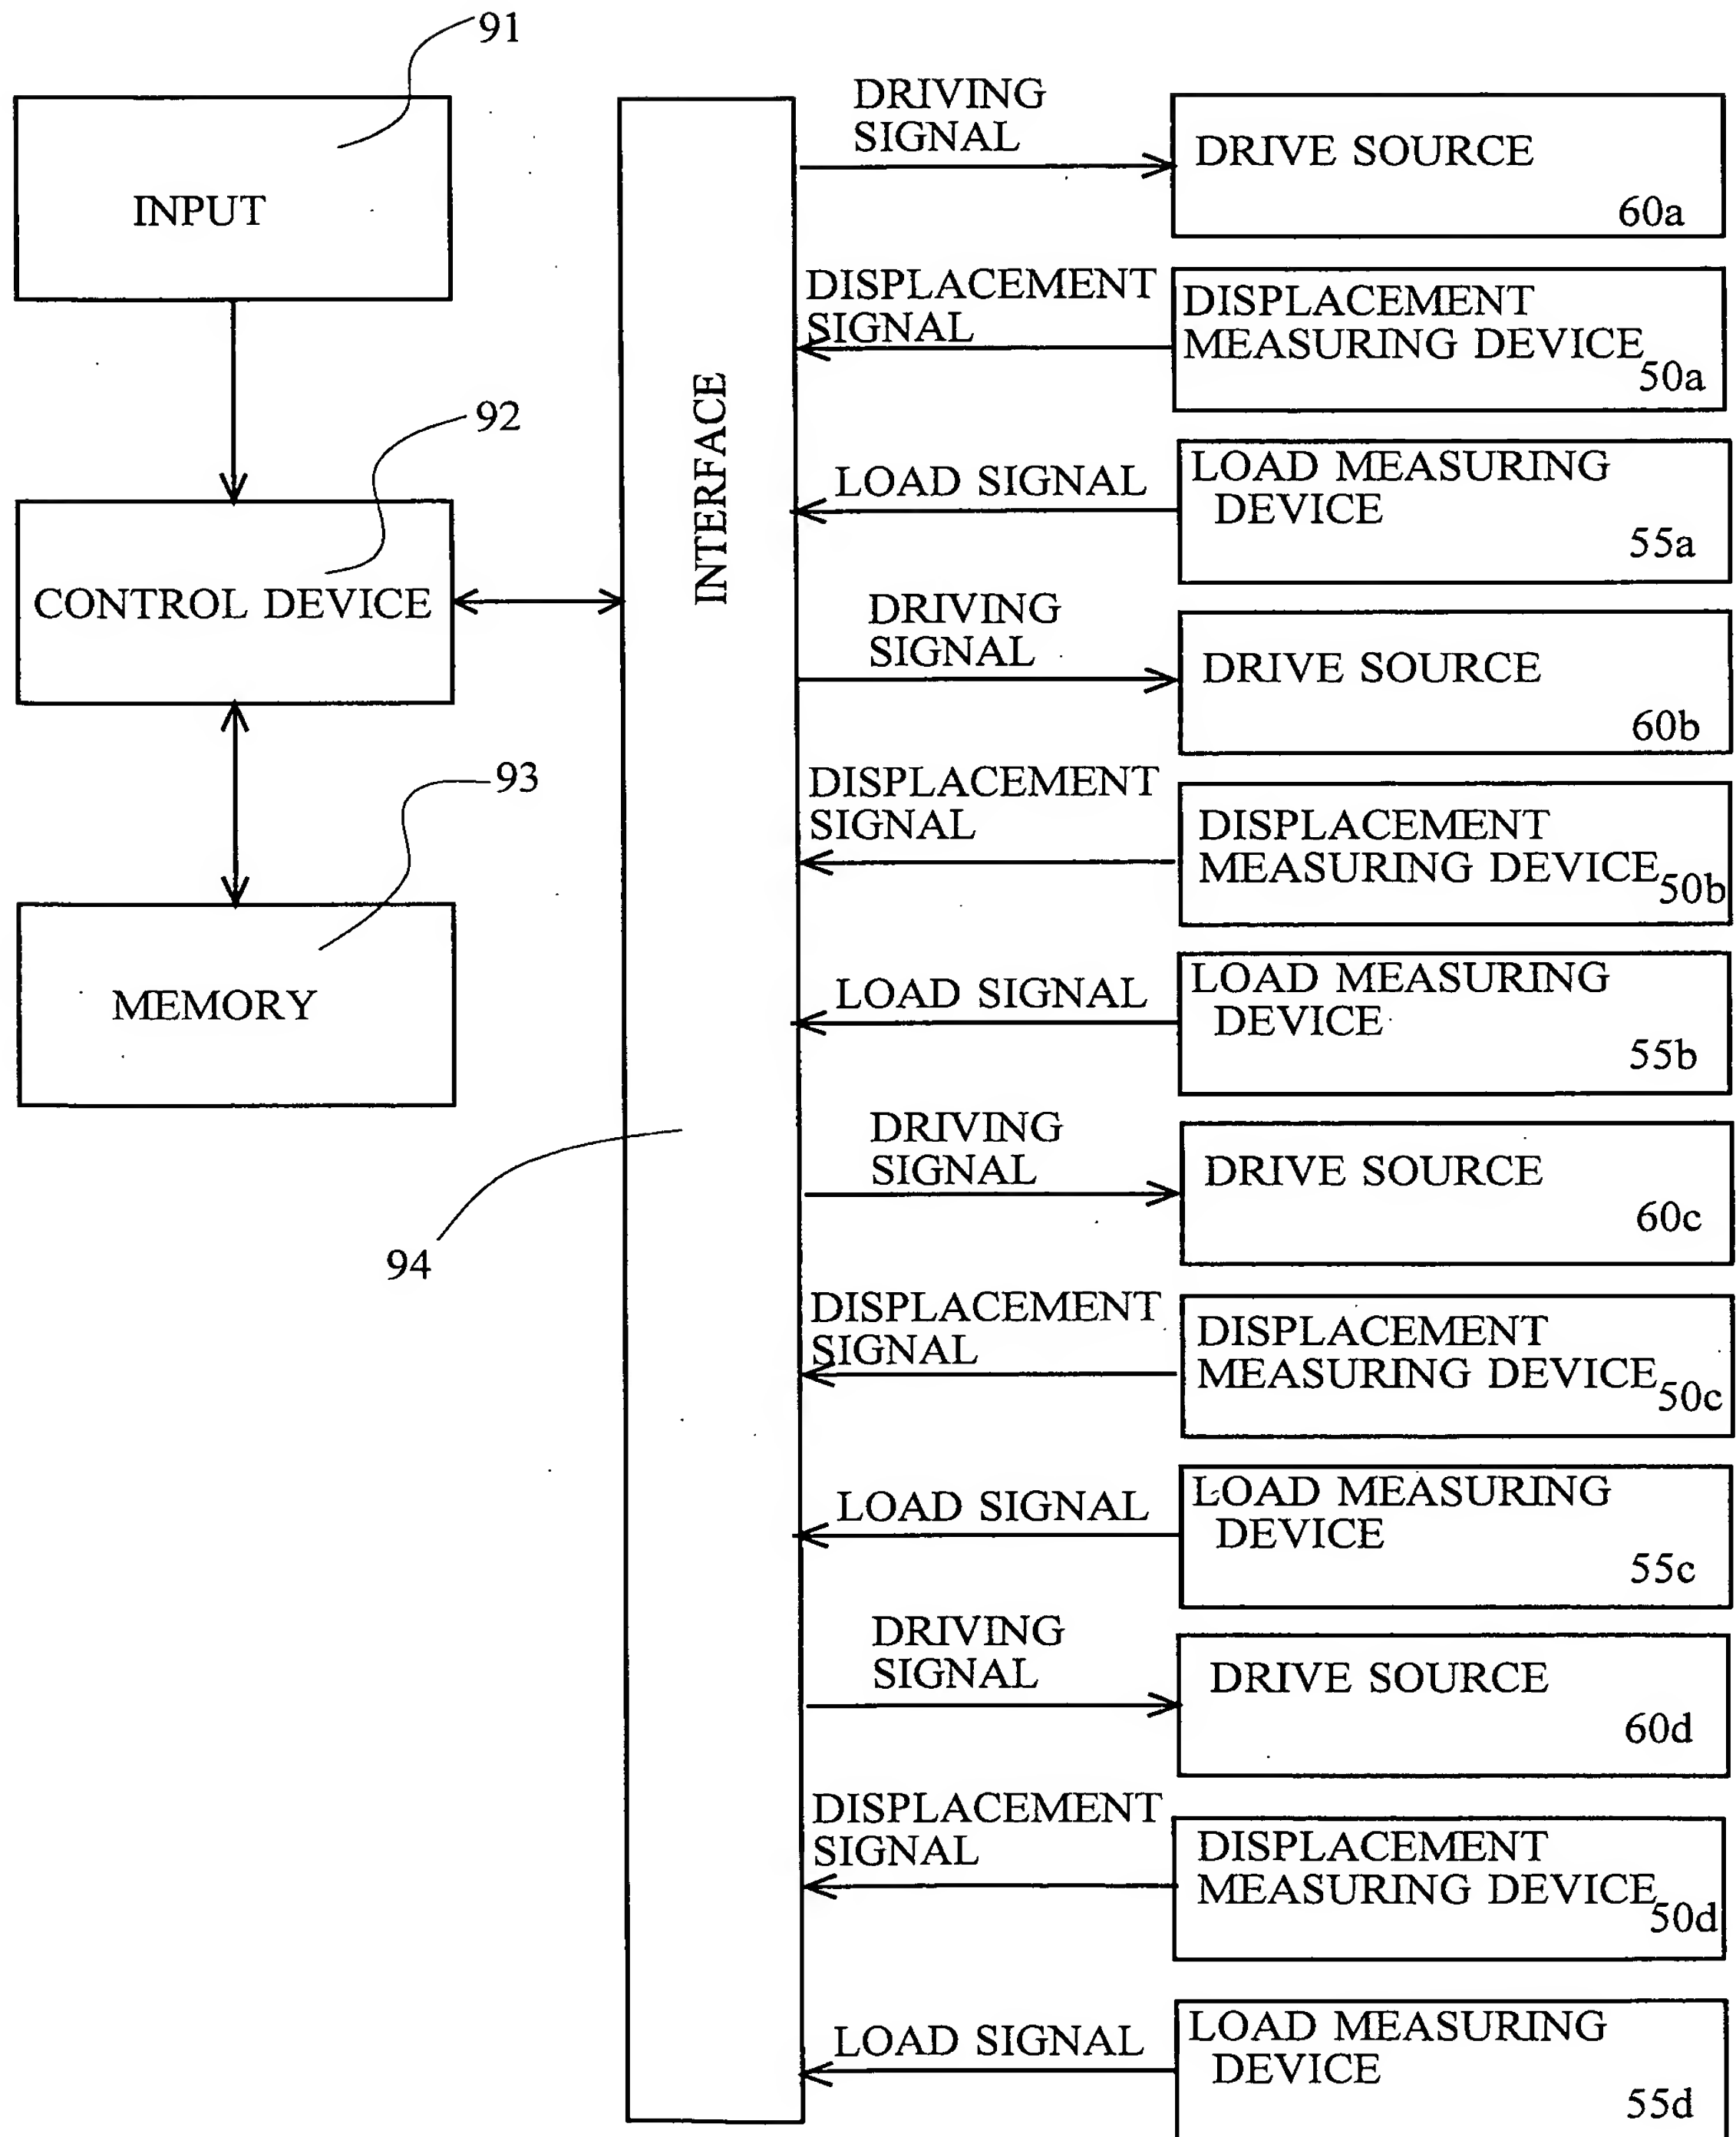 91
INPUT
92
CONTROL DEVICE
93
MEMORY
94
INTERFACE
DRIVING
SIGNAL
DRIVE SOURCE
60a
DISPLACEMENT
SIGNAL
DISPLACEMENT
MEASURING DEVICE
50a
LOAD SIGNAL
LOAD MEASURING
DEVICE
55a
DRIVING
SIGNAL
DRIVE SOURCE
60b
DISPLACEMENT
SIGNAL
DISPLACEMENT
MEASURING DEVICE
50b
LOAD SIGNAL
LOAD MEASURING
DEVICE
55b
DRIVING
SIGNAL
DRIVE SOURCE
60c
DISPLACEMENT
SIGNAL
DISPLACEMENT
MEASURING DEVICE
50c
LOAD SIGNAL
LOAD MEASURING
DEVICE
55c
DRIVING
SIGNAL
DRIVE SOURCE
60d
DISPLACEMENT
SIGNAL
DISPLACEMENT
MEASURING DEVICE
50d
LOAD SIGNAL
LOAD MEASURING
DEVICE
55d